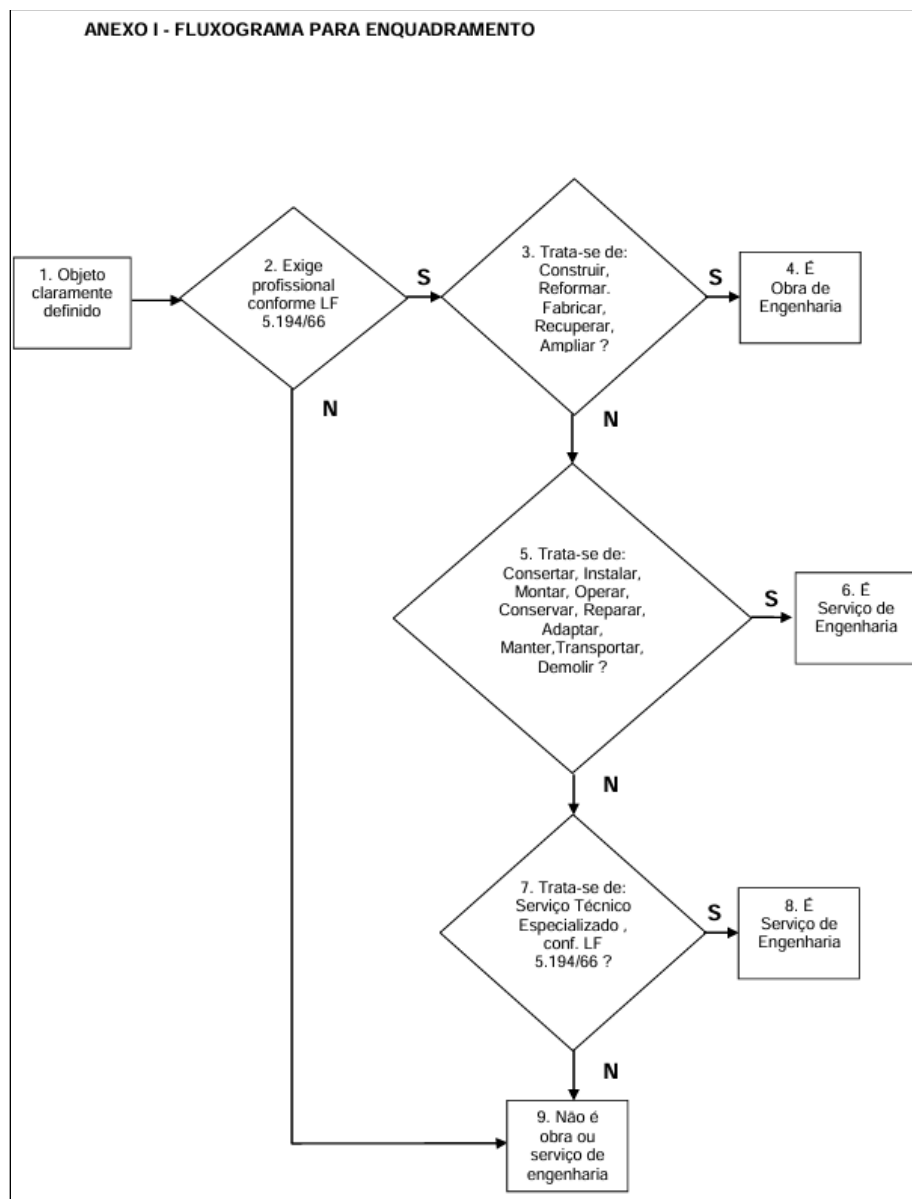 ANEXO I - FLUXOGRAMA PARA ENQUADRAMENTO
1. Objeto
claramente
definido
2. Exige
profissional
conforme LF
5.194/66
S
N
3. Trata-se de:
Construir,
Reformar.
Fabricar,
Recuperar,
Ampliar ?
S
N
4. É
Obra de
Engenharia
5. Trata-se de:
Consertar, Instalar,
Montar, Operar,
Conservar, Reparar,
Adaptar,
Manter,Transportar,
Demolir ?
S
N
6. É
Serviço de
Engenharia
7. Trata-se de:
Serviço Técnico
Especializado ,
conf. LF
5.194/66 ?
S
N
8. É
Serviço de
Engenharia
9. Não é
obra ou
serviço de
engenharia